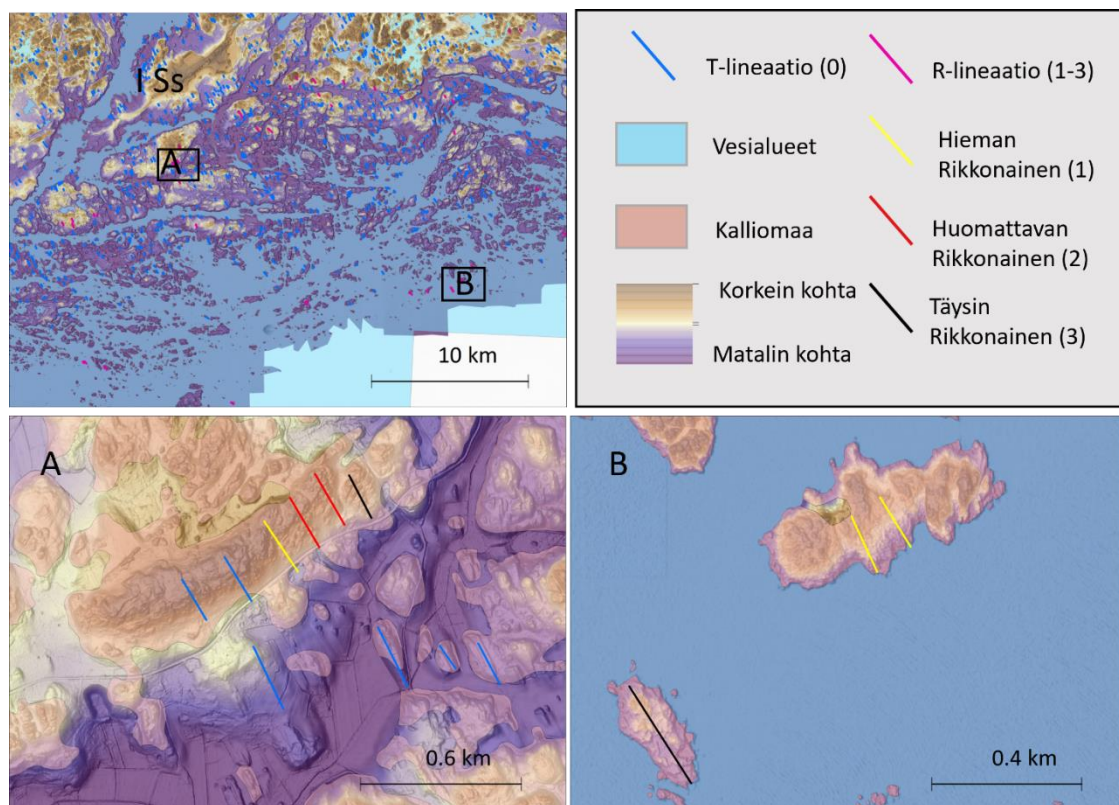 I Ss
A
B
10 km
T-lineaatio (0)
R-lineaatio (1-3)
Vesialueet
Hieman
Rikkonainen (1)
Kalliomaa
Huomattavan
Rikkonainen (2)
Korkein kohta
Matalin kohta
Täysin
Rikkonainen (3)
A
0.6 km
B
0.4 km